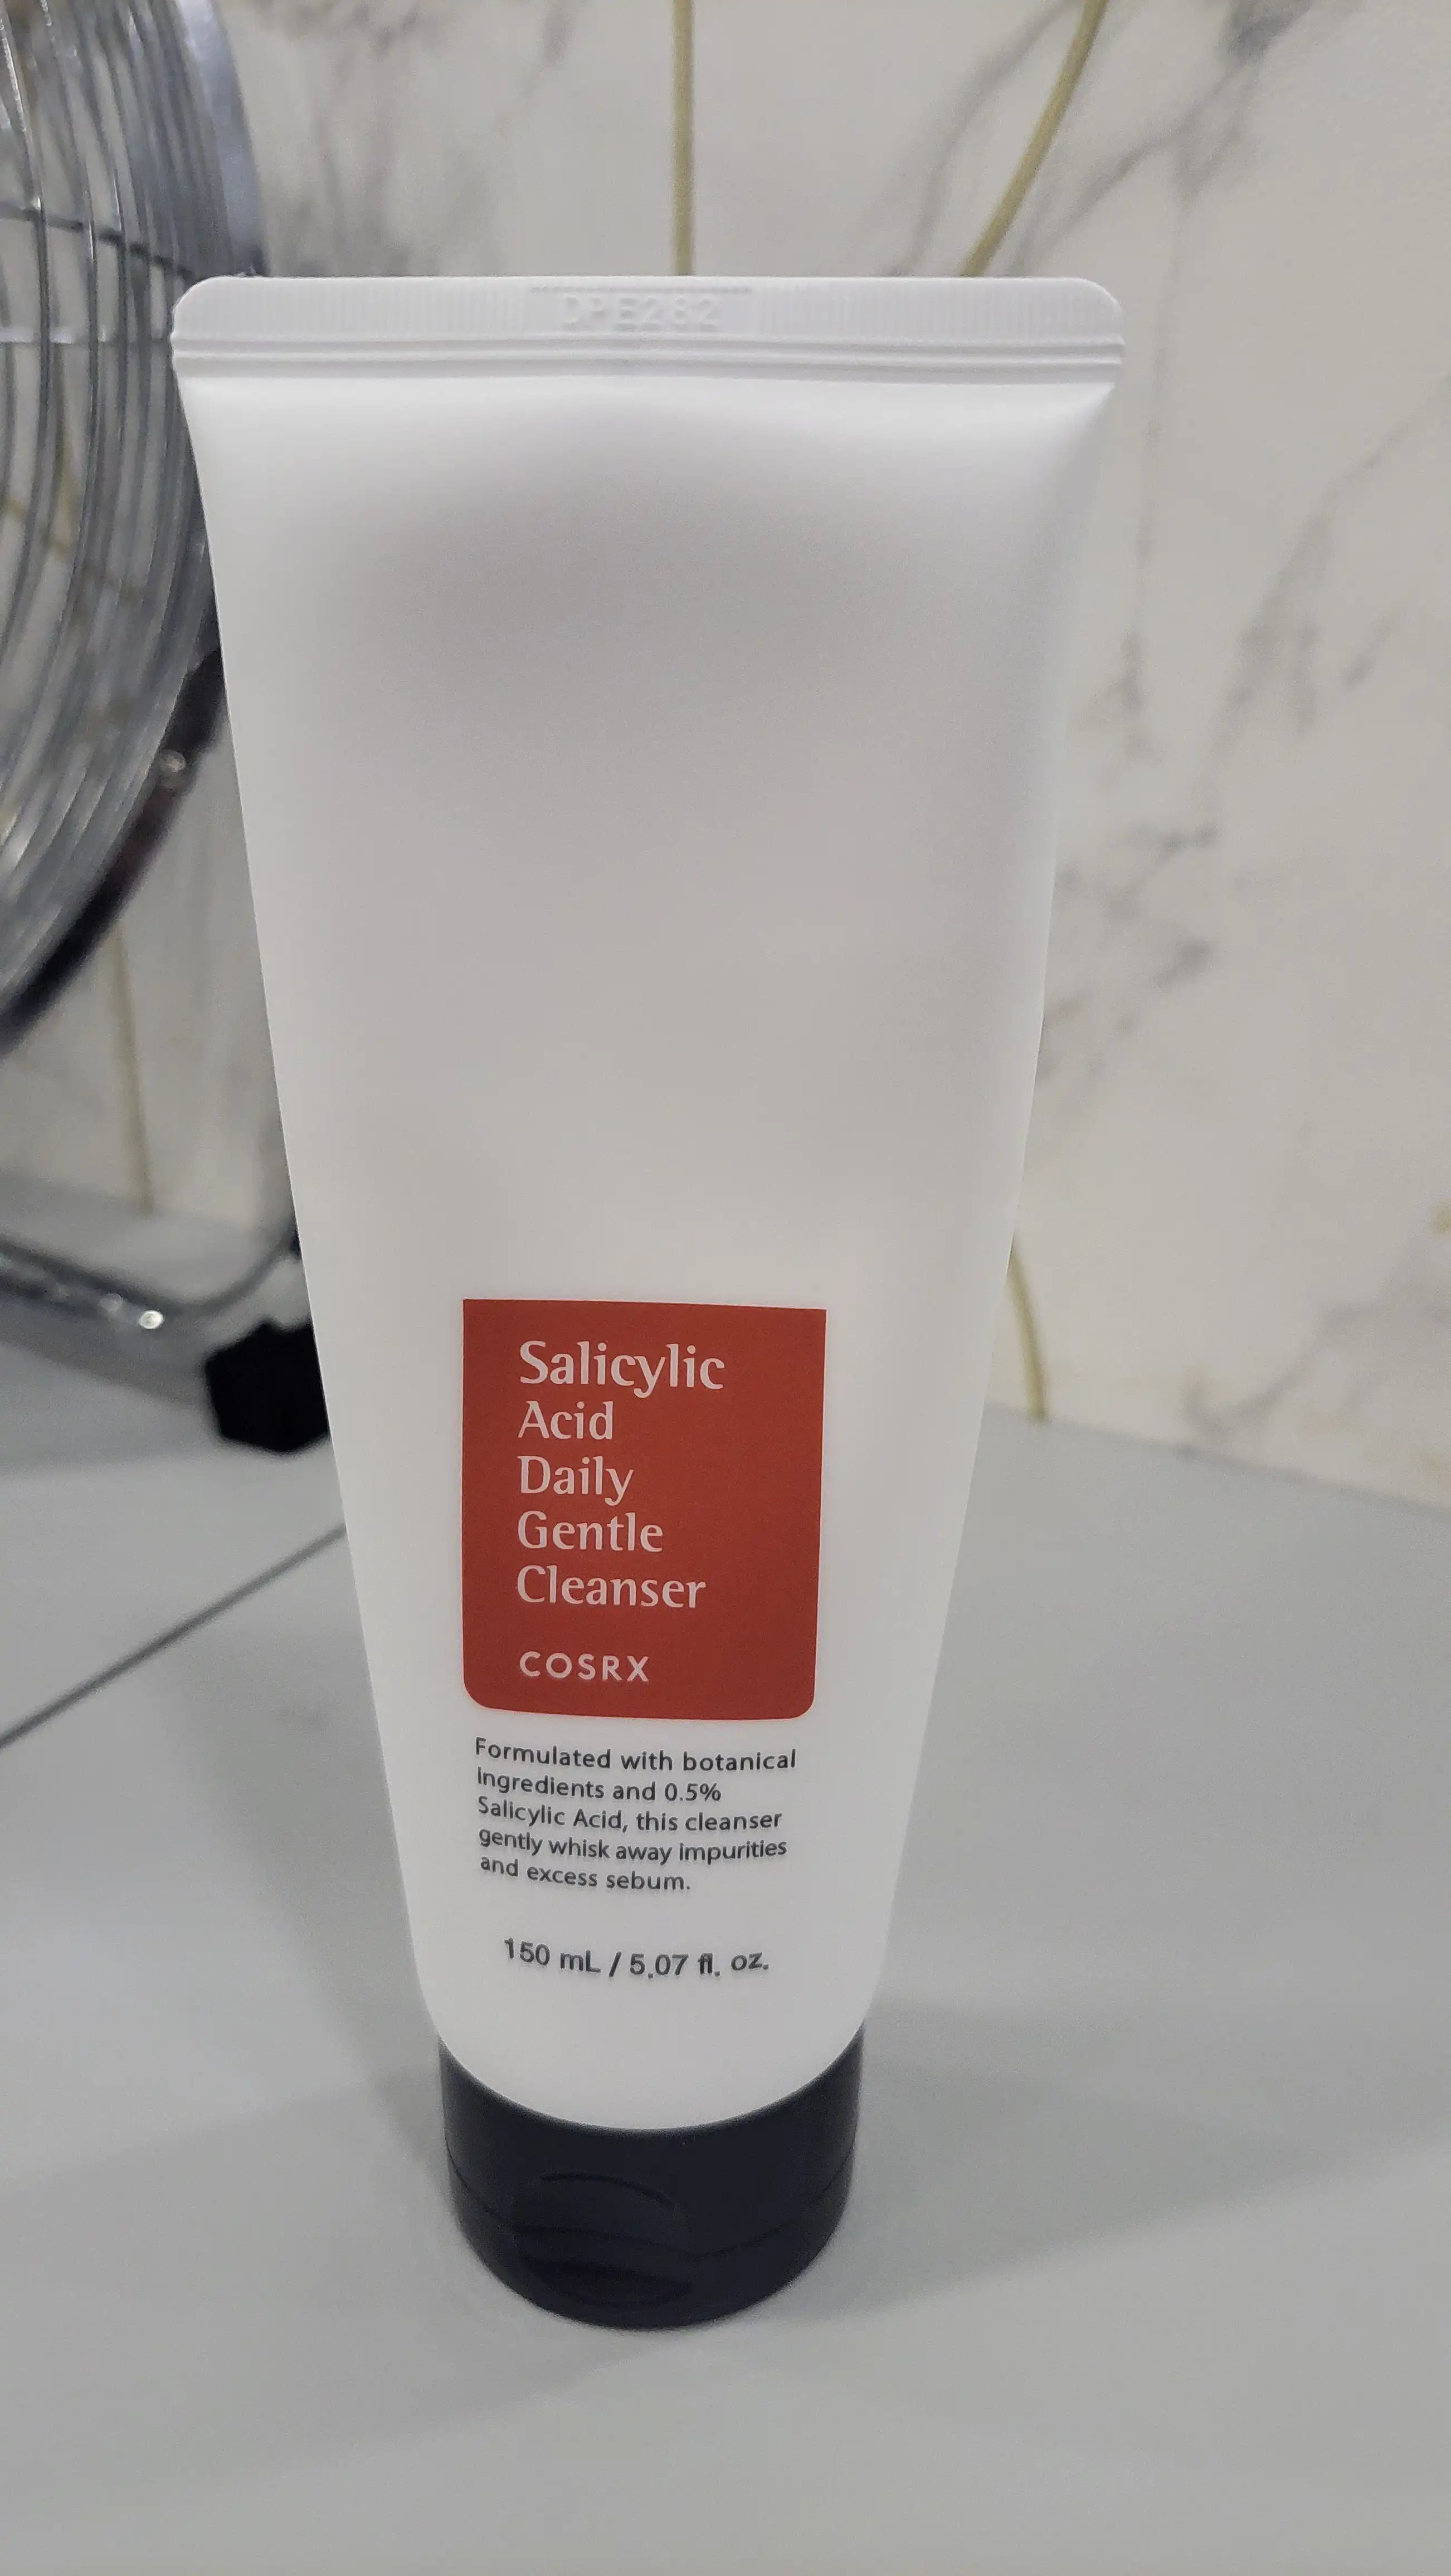 DPE282
Salicylic
Acid
Daily
Gentle
Cleanser
COSRX
Formulated with botanical
ingredients and 0.5%
Salicylic Acid, this cleanser
gently whisk away impurities
and excess sebum.
150 mL / 5.07 fl. oz.